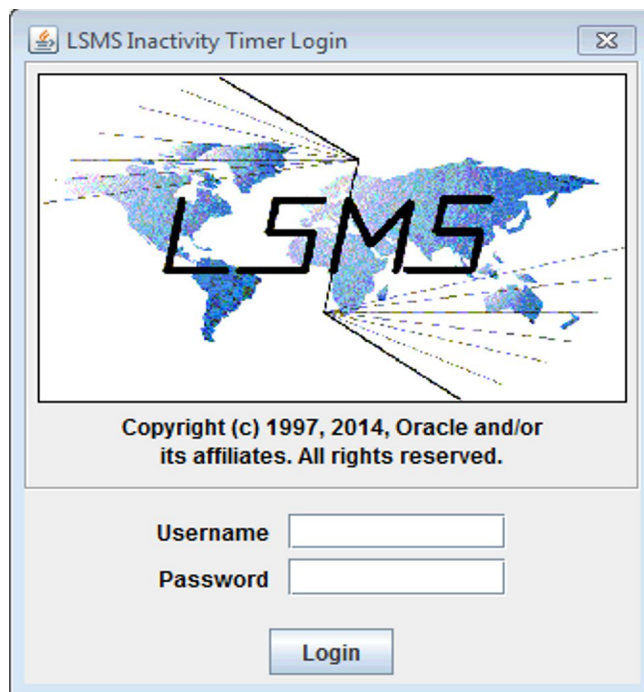 LSMS Inactivity Timer Login
LSMS
Copyright (c) 1997, 2014, Oracle and/or
its affiliates. All rights reserved.
Username
Password
Login